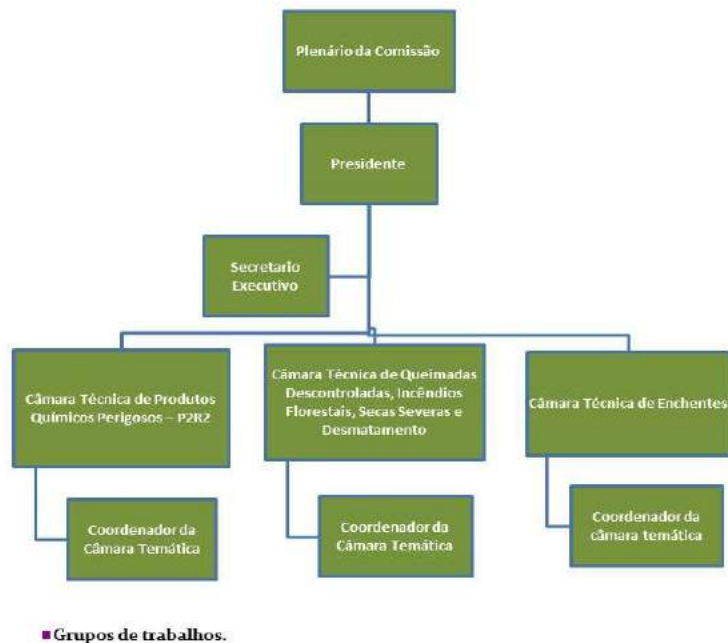 Plenário da Comissão
Presidente
Secretario
Executivo
Câmara Técnica de Produtos
Químicos Perigosos – P2R2
Câmara Técnica de Queimadas
Descontroladas, Incêndios
Florestais, Secas Severas e
Desmatamento
Câmara Técnica de Enchentes
Coordenador da
Câmara Temática
Coordenador da
Câmara Temática
Coordenador da
câmara temática
Grupos de trabalhos.